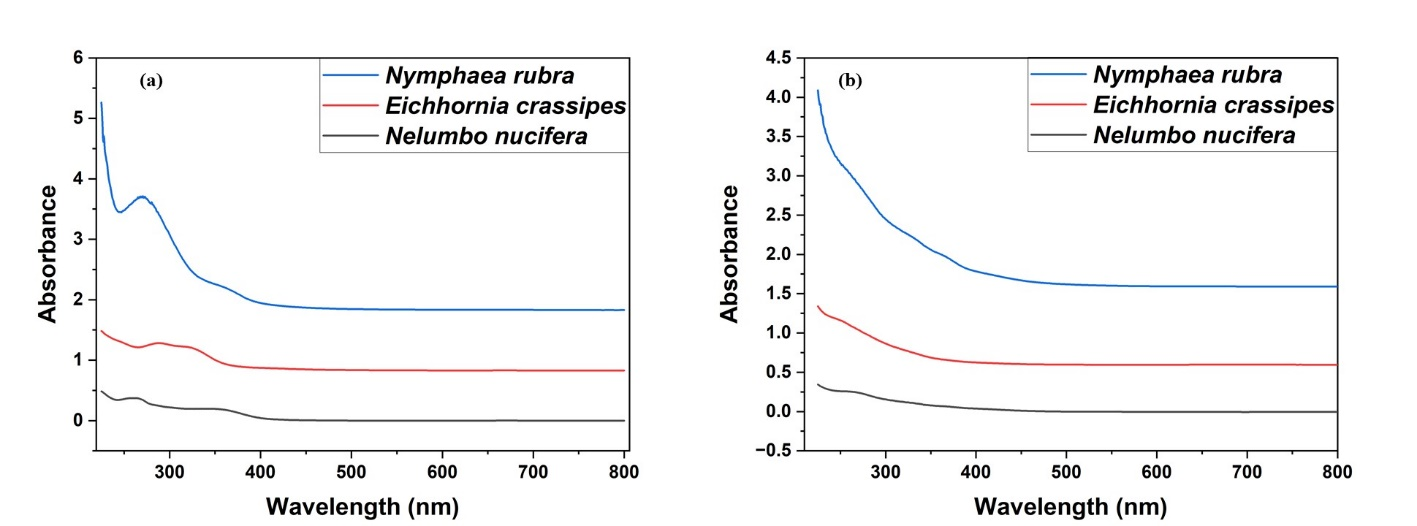 (a)
Nymphaea rubra
Eichhornia crassipes
Nelumbo nucifera
6
5
4
3
2
1
0
Absorbance
300 400 500 600 700 800
Wavelength (nm)
(b)
Nymphaea rubra
Eichhornia crassipes
Nelumbo nucifera
4.5
4.0
3.5
3.0
2.5
2.0
1.5
1.0
0.5
0.0
−0.5
Absorbance
300 400 500 600 700 800
Wavelength (nm)